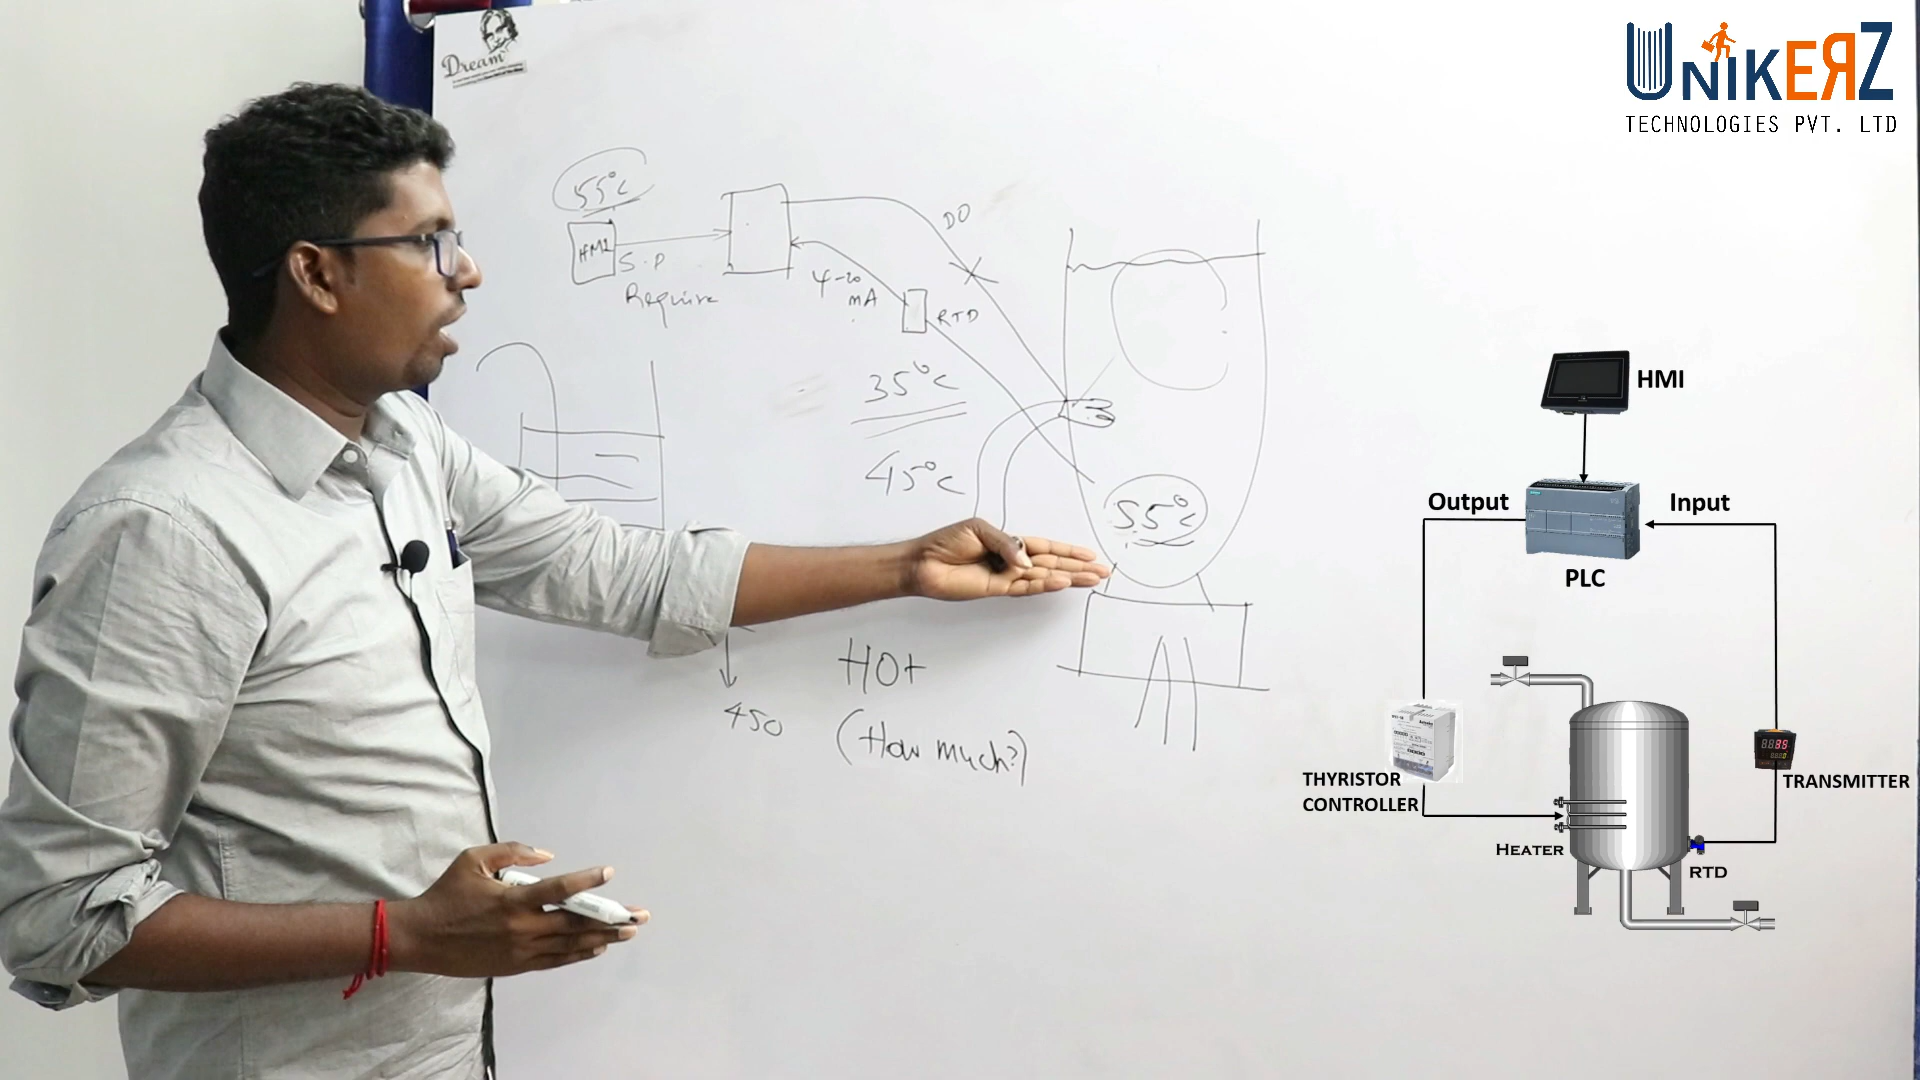 Dream
UNIKERZ
TECHNOLOGIES PVT. LTD
55°C
HMI
S.P
Require
DO
4-20
mA
RTD
35°C
45°C
55°C
450
HOt
(How much?)
HMI
Output
Input
PLC
THYRISTOR
CONTROLLER
TRANSMITTER
HEATER
RTD